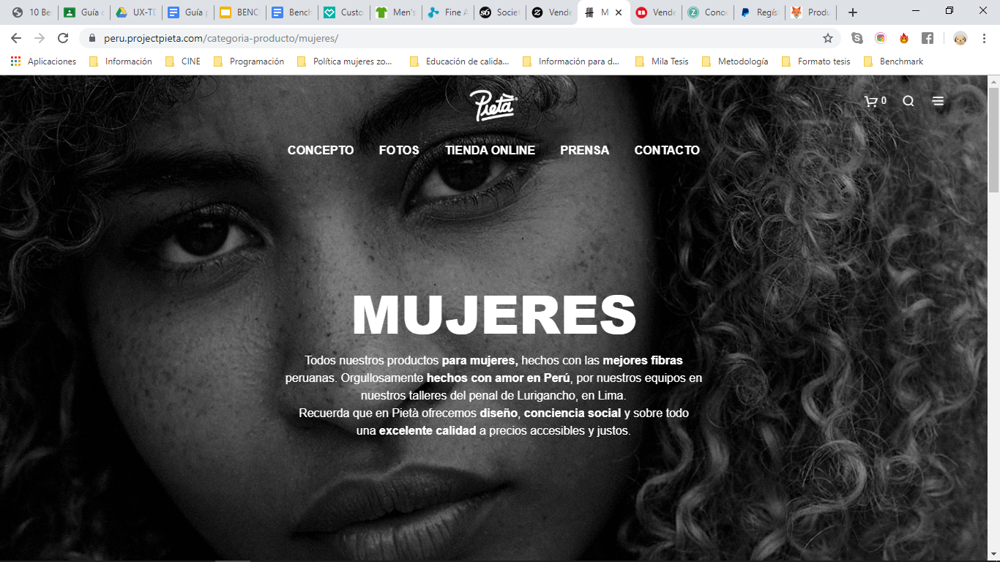 10 Be
Guía d
UX-TE
Guía p
BENC
Bench
Custo
Men's
Fine A
Societ
Vende
M
Vende
Conoc
Regíst
Produ
peru.projectpieta.com/categoria-producto/mujeres/
Aplicaciones
Información
CINE
Programación
Política mujeres zo...
Educación de calida...
Información para d...
Mila Tesis
Metodología
Formato tesis
Benchmark
Pietà
0
CONCEPTO FOTOS TIENDA ONLINE PRENSA CONTACTO
MUJERES
Todos nuestros productos para mujeres, hechos con las mejores fibras
peruanas. Orgullosamente hechos con amor en Perú, por nuestros equipos en
nuestros talleres del penal de Lurigancho, en Lima.
Recuerda que en Pietà ofrecemos diseño, conciencia social y sobre todo
una excelente calidad a precios accesibles y justos.